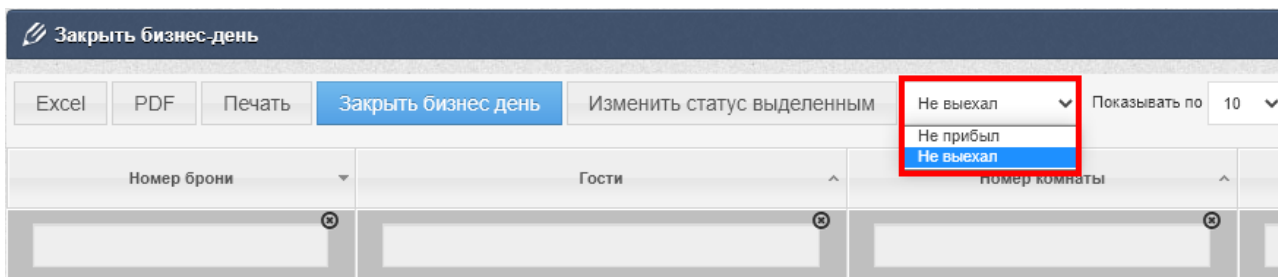 Закрыть бизнес-день
Excel PDF Печать Закрыть бизнес день Изменить статус выделенным Не выехал Показывать по 10
Не прибыл
Не выехал
Номер брони Гости Номер комнаты